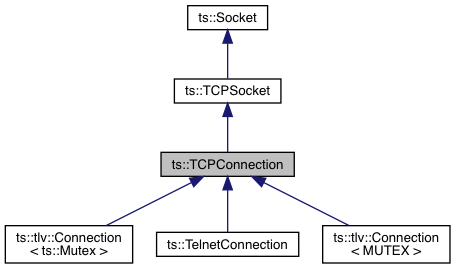 ts::Socket
ts::TCPSocket
ts::TCPConnection
ts::tlv::Connection
< ts::Mutex >
ts::TelnetConnection
ts::tlv::Connection
< MUTEX >